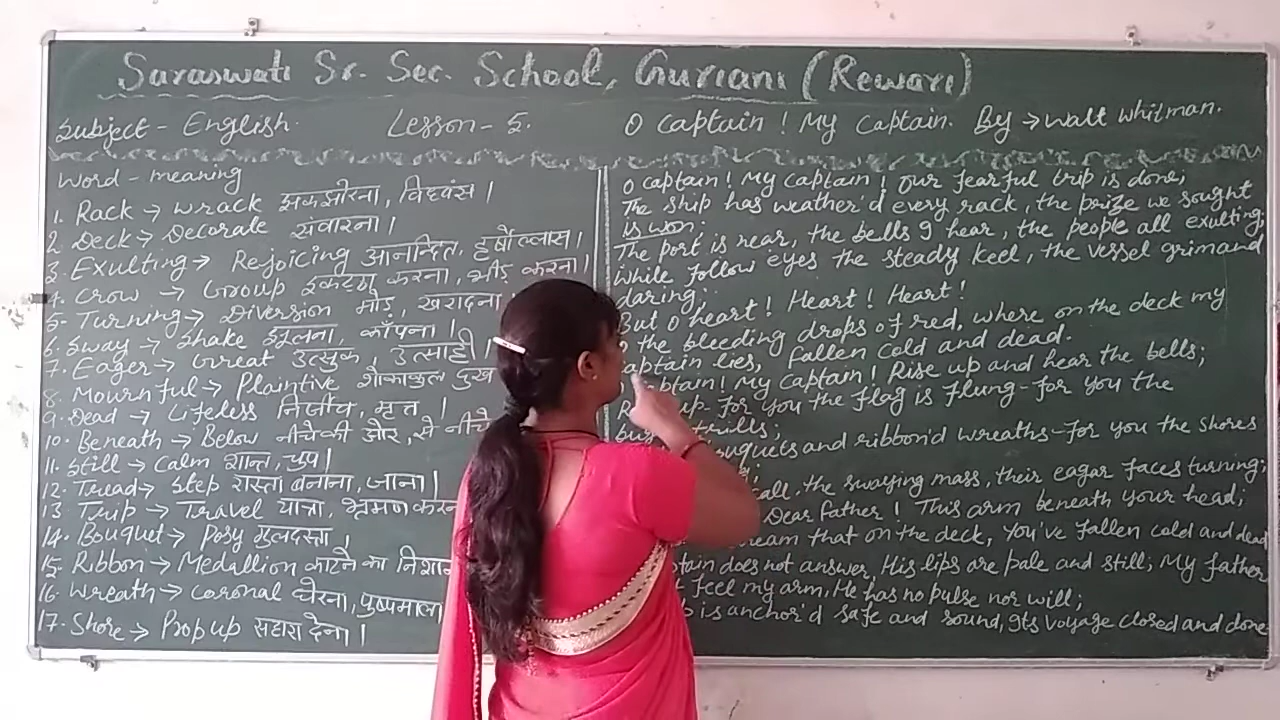 Saraswati Sr. Sec. School, Guriani (Rewari)
Subject - English. Lesson - 5. O captain ! My captain. By → Walt whitman.
Word - meaning
1. Rack → wrack झकझोरना, विध्वंस |
2. Deck → Decorate संवारना |
3. Exulting → Rejoicing आनन्दित, हर्षोल्लास |
4. Crow → Group इकट्ठा करना, भीड़ करना |
5. Turning → Diversion मोड़, खरादना
6. Sway → Shake झूलना, काँपना |
7. Eager → Great उत्सुक, उत्साही |
8. Mournful → Plaintive शोकाकुल दुख
9. Dead → Lifeless निर्जीव, मृत |
10. Beneath → Below नीचे की ओर, से नीचे
11. Still → Calm शान्त, चुप |
12. Tread → Step रास्ता बनाना, जाना |
13. Trip → Travel यात्रा, भ्रमण करन
14. Bouquet → Posy गुलदस्ता |
15. Ribbon → Medallion काटने का निशा
16. Wreath → Coronal घेरना, पुष्पमाला
17. Shore → Prop up सहारा देना |
O captain ! My captain ! Our fearful trip is done;
The ship has weather'd every rack, the prize we sought
is won;
The port is near, the bells I hear, the people all exulting;
While follow eyes the steady keel, the vessel grim and
daring;
But O heart ! Heart ! Heart !
the bleeding drops of red, where on the deck my
captain lies, fallen cold and dead.
captain! My captain ! Rise up and hear the bells;
up - for you the flag is flung - for you the
thrills;
ouquets and ribbon'd wreaths - for you the shores
call, the swaying mass, their eagar faces turning;
Dear father ! This arm beneath your head;
ream that on the deck, You've fallen cold and dead
ptain does not answer, His lips are pale and still; My father
feel my arm, He has no pulse nor will;
p is anchor'd safe and sound, Its voyage closed and done